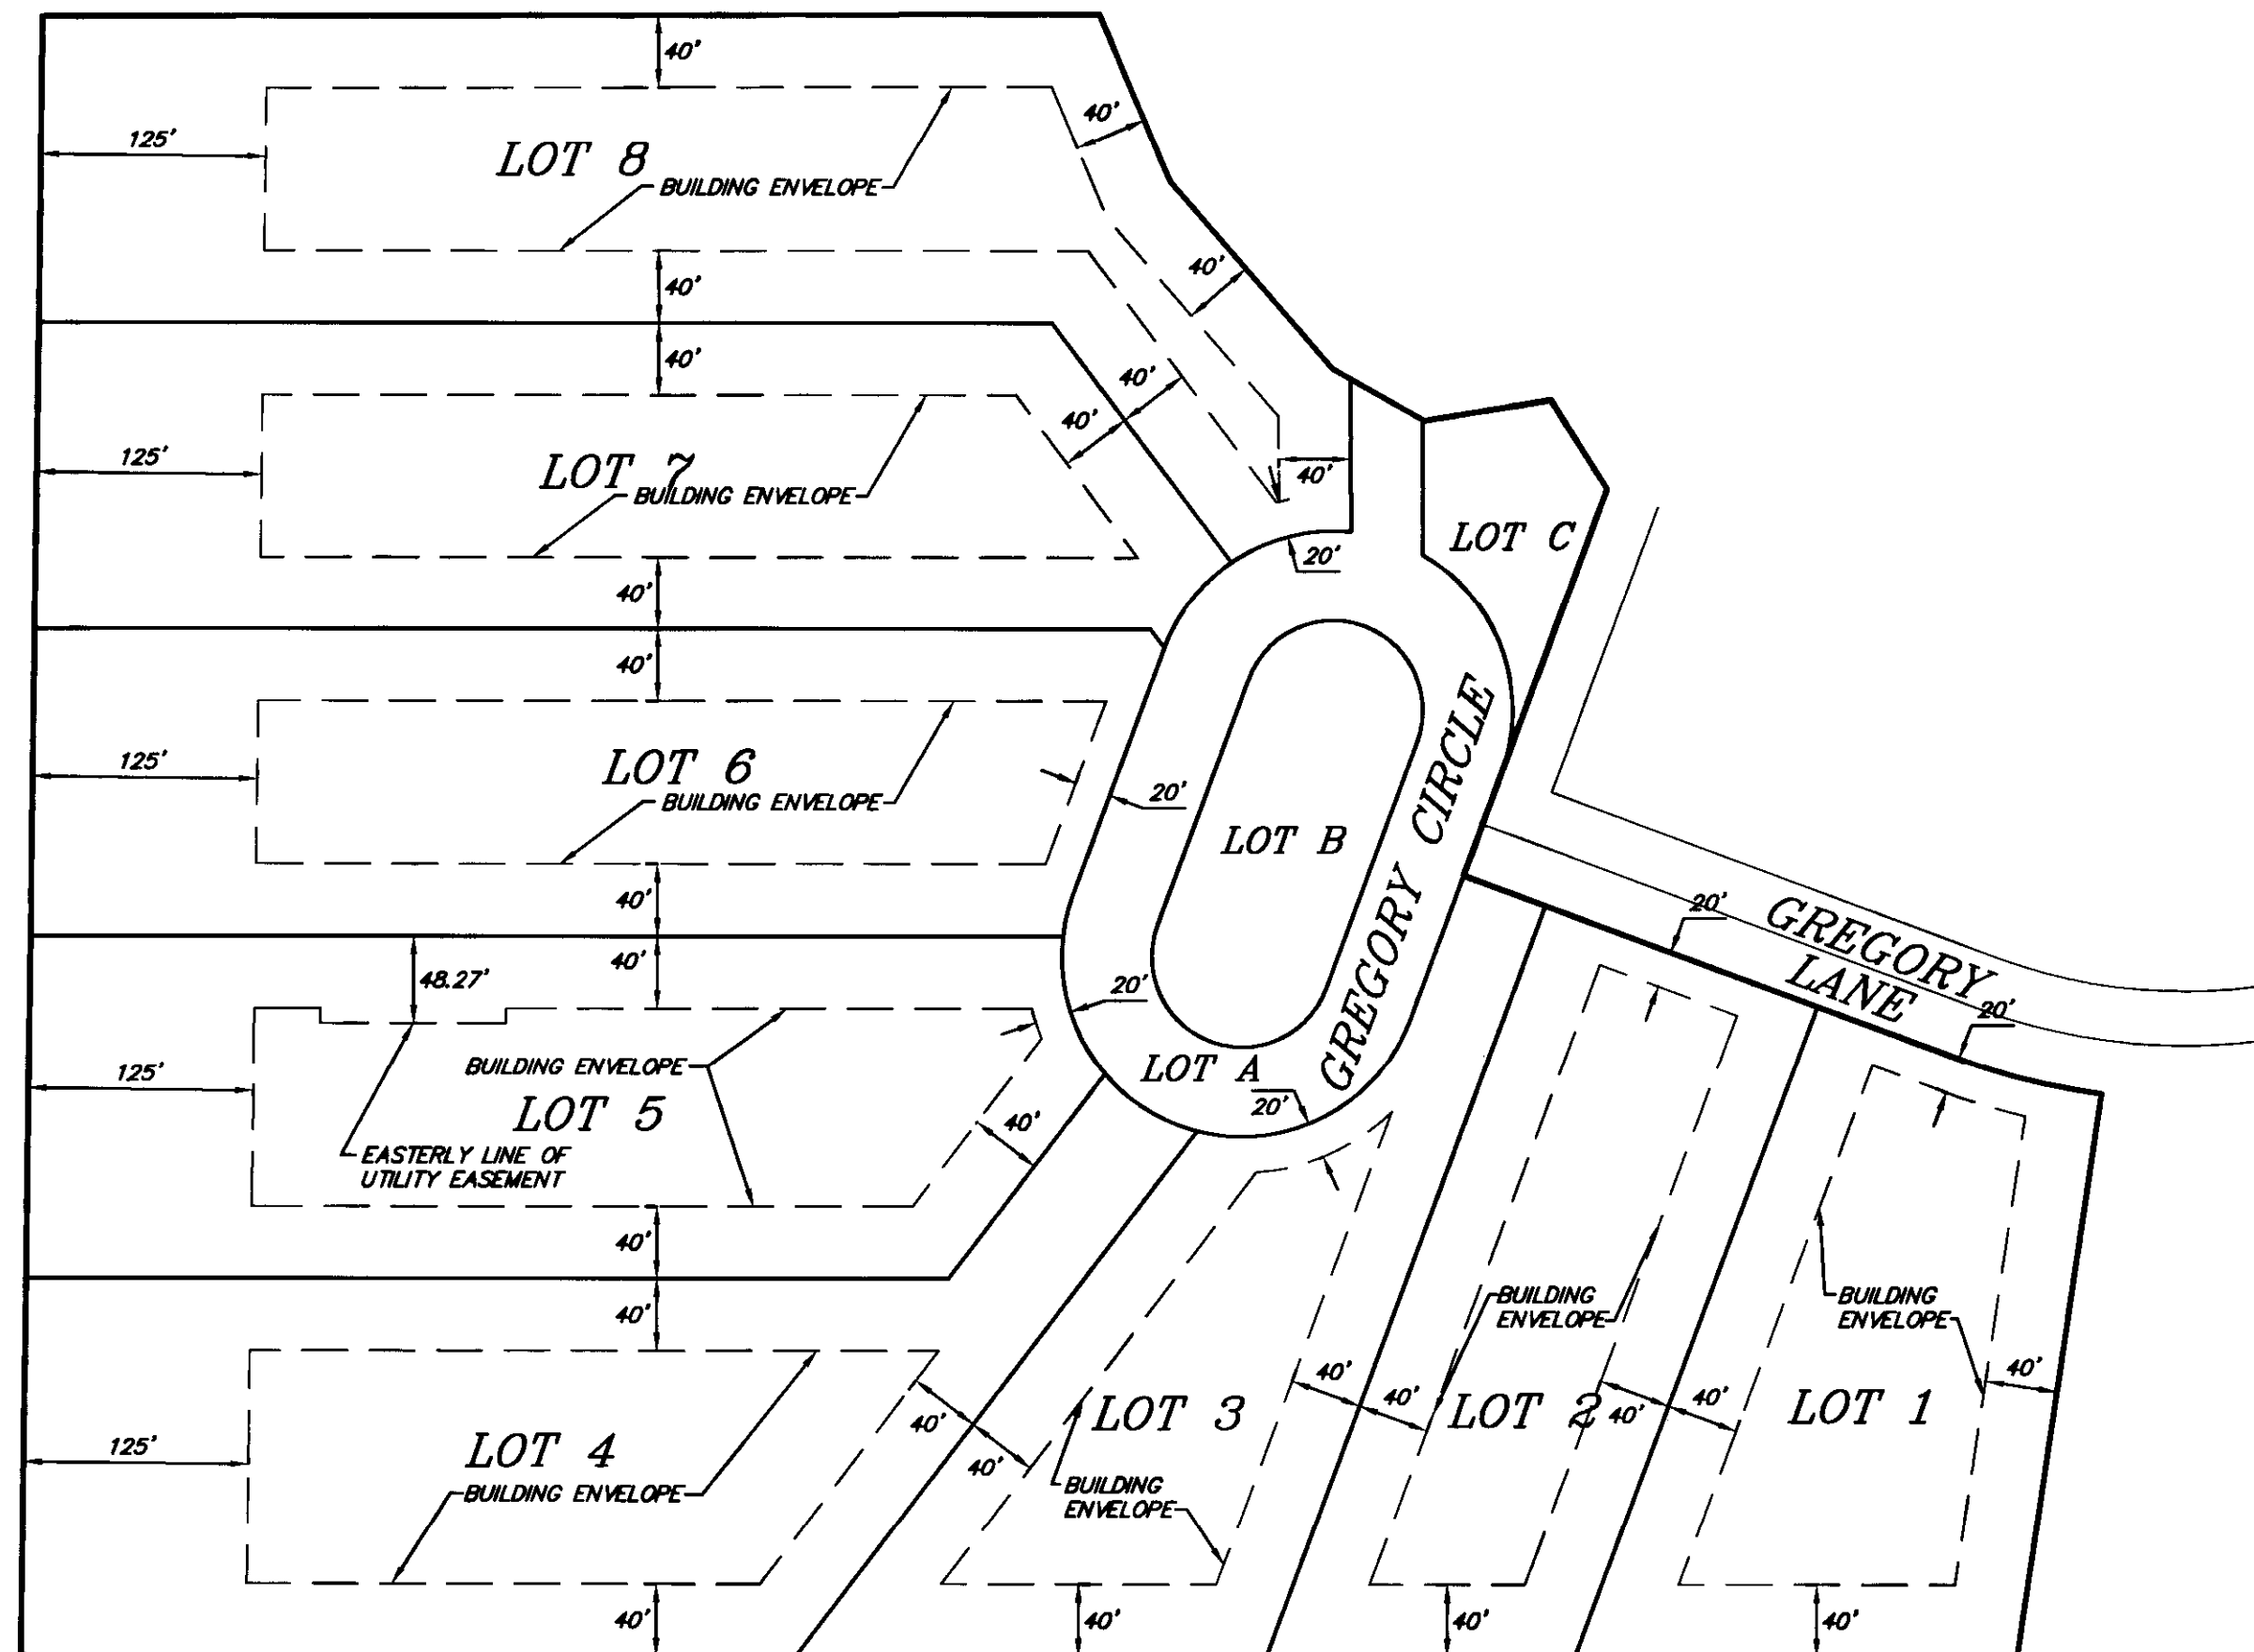 40'
40'
125'
LOT 8
BUILDING ENVELOPE
40'
40'
40'
40'
40'
125'
LOT 7
BUILDING ENVELOPE
40'
LOT C
20'
40'
40'
125'
LOT 6
BUILDING ENVELOPE
20'
LOT B
GREGORY CIRCLE
40'
20'
GREGORY
LANE
40'
48.27'
20'
20'
BUILDING ENVELOPE
LOT A
125'
LOT 5
20'
40'
EASTERLY LINE OF
UTILITY EASEMENT
40'
40'
BUILDING
ENVELOPE
BUILDING
ENVELOPE
40'
40'
40'
40'
40'
LOT 3
LOT 2
LOT 1
40'
40'
125'
LOT 4
BUILDING ENVELOPE
40'
BUILDING
ENVELOPE
40'
40'
40'
40'